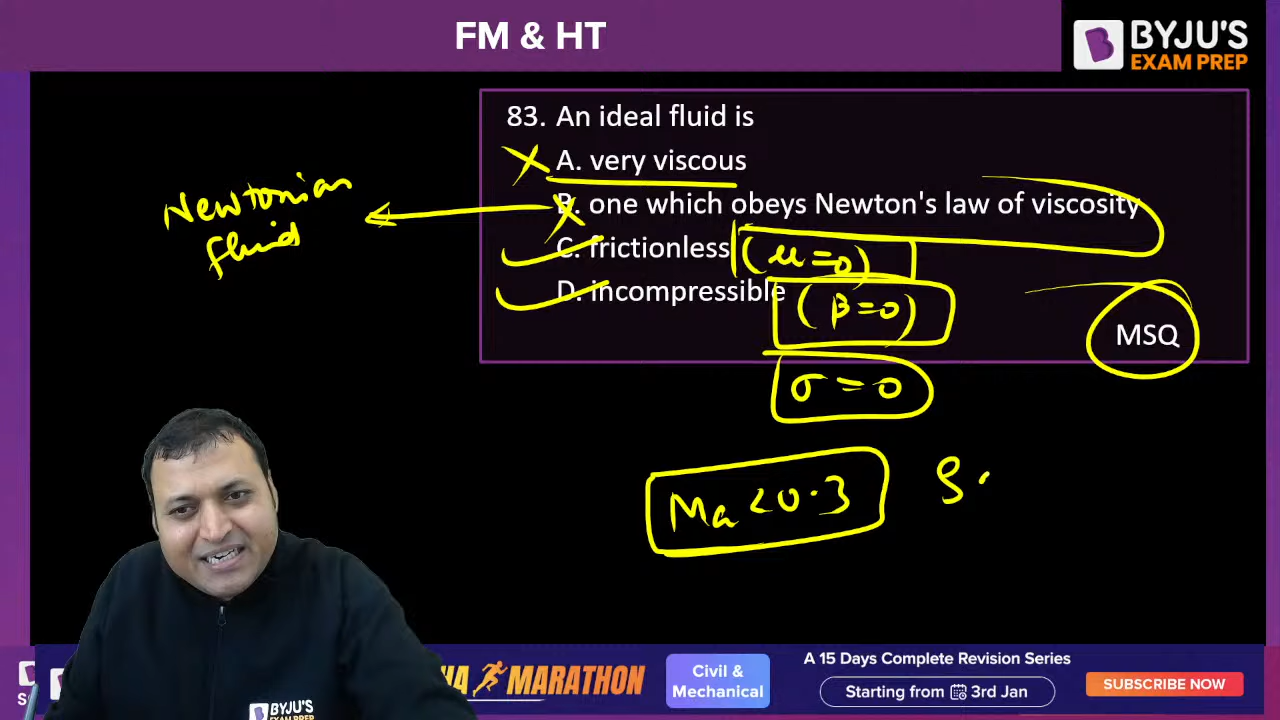 FM & HT
BYJU'S
EXAM PREP
83. An ideal fluid is
A. very viscous
B. one which obeys Newton's law of viscosity
C. frictionless (μ=0)
D. incompressible
(β=0)
MSQ
σ=0
Newtonian
fluid
Ma<0.3
MARATHON
Civil &
Mechanical
A 15 Days Complete Revision Series
Starting from 3rd Jan
SUBSCRIBE NOW
BYJU'S
EXAM PREP